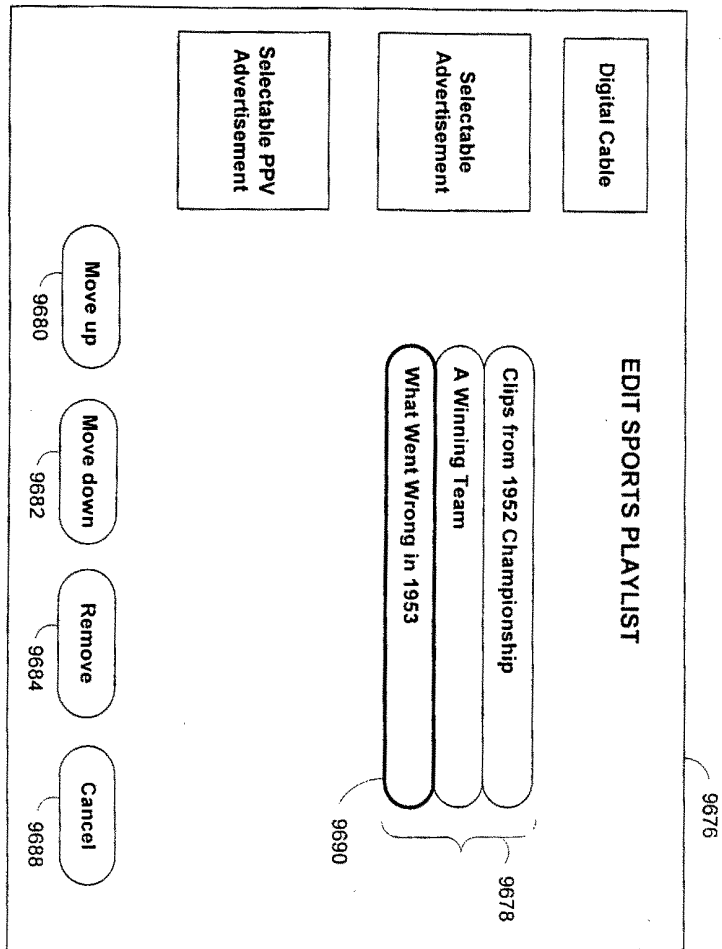 9676
EDIT SPORTS PLAYLIST
Digital Cable
Selectable
Advertisement
Selectable PPV
Advertisement
Clips from 1952 Championship
A Winning Team
What Went Wrong in 1953
9678
9690
Move up
Move down
Remove
Cancel
9680
9682
9684
9688